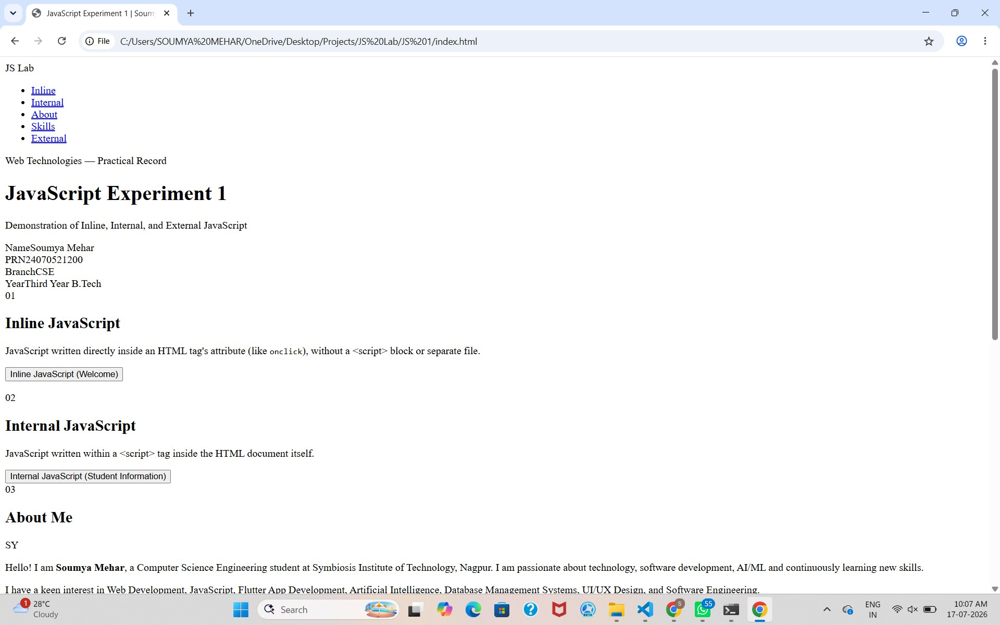 JavaScript Experiment 1 | Soum
File
C:/Users/SOUMYA%20MEHAR/OneDrive/Desktop/Projects/JS%20Lab/JS%201/index.html
JS Lab
Inline
Internal
About
Skills
External
Web Technologies — Practical Record
JavaScript Experiment 1
Demonstration of Inline, Internal, and External JavaScript
NameSoumya Mehar
PRN24070521200
BranchCSE
YearThird Year B.Tech
01
Inline JavaScript
JavaScript written directly inside an HTML tag's attribute (like onclick), without a <script> block or separate file.
Inline JavaScript (Welcome)
02
Internal JavaScript
JavaScript written within a <script> tag inside the HTML document itself.
Internal JavaScript (Student Information)
03
About Me
SY
Hello! I am Soumya Mehar, a Computer Science Engineering student at Symbiosis Institute of Technology, Nagpur. I am passionate about technology, software development, AI/ML and continuously learning new skills.
I have a keen interest in Web Development, JavaScript, Flutter App Development, Artificial Intelligence, Database Management Systems, UI/UX Design, and Software Engineering.
1
28°C
Cloudy
Search
BETA
S
55
ENG
IN
10:07 AM
17-07-2026